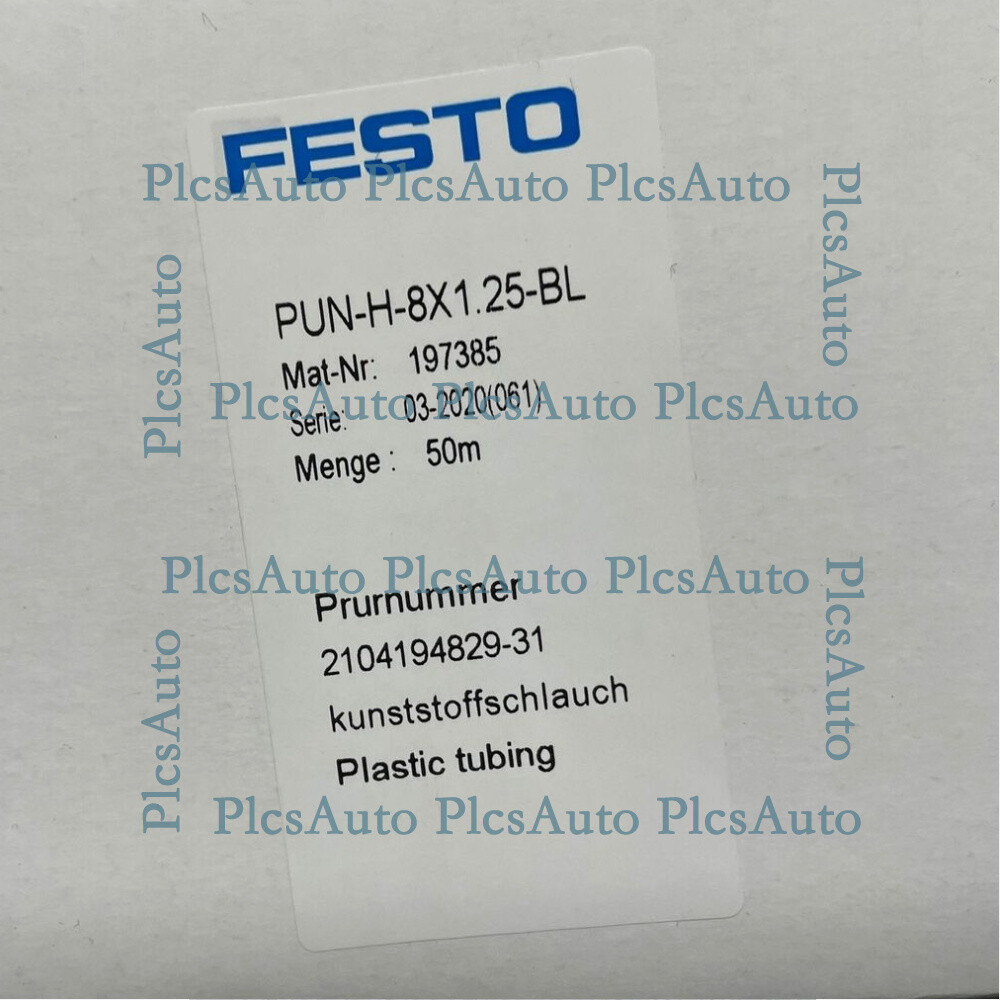 FESTO
PlcsAuto PlcsAuto PlcsAuto
PlcsAuto
PlcsAuto
PUN-H-8X1.25-BL
Mat-Nr: 197385
PlcsAuto PlcsAuto PlcsAuto
Serie: 03-2020(061)
Menge : 50m
PlcsAuto PlcsAuto PlcsAuto
PlcsAuto
PlcsAuto
Prurnummer
2104194829-31
kunststoffschlauch
Plastic tubing
PlcsAuto PlcsAuto PlcsAuto